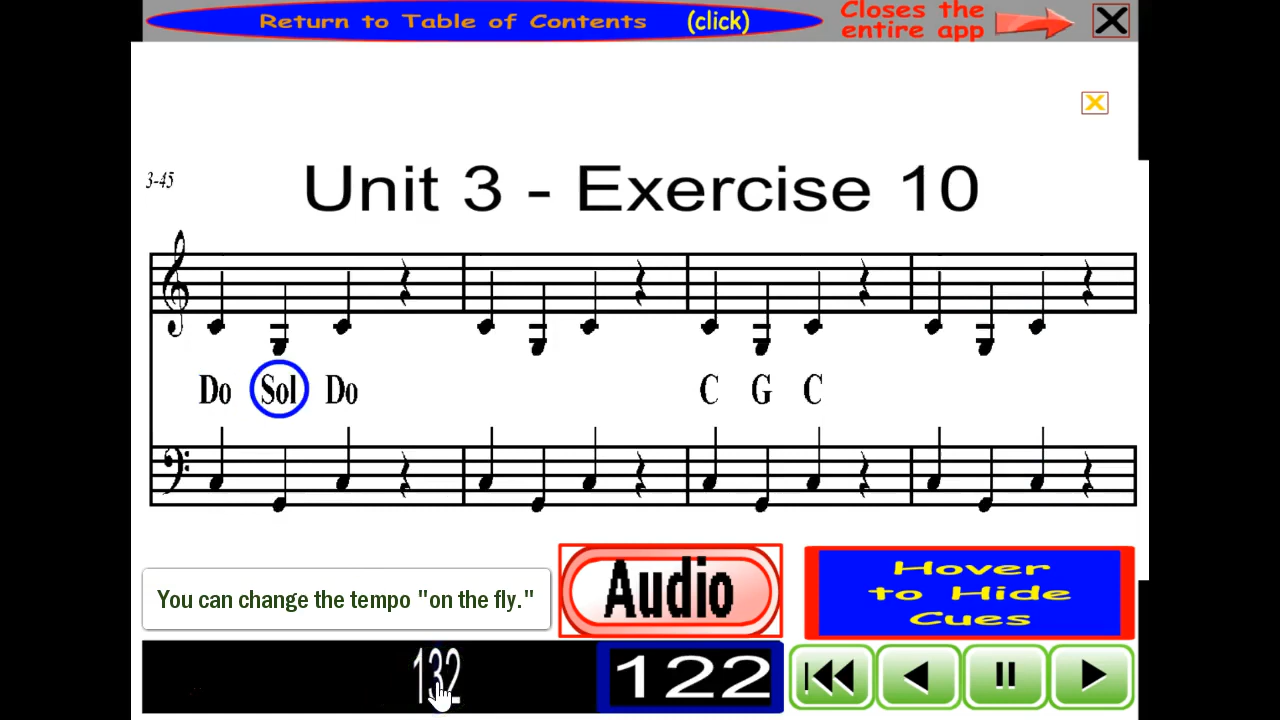 Return to Table of Contents (click)
Closes the
entire app
3-45
Unit 3 - Exercise 10
Do Sol Do C G C
You can change the tempo "on the fly."
Audio
Hover
to Hide
Cues
132
122